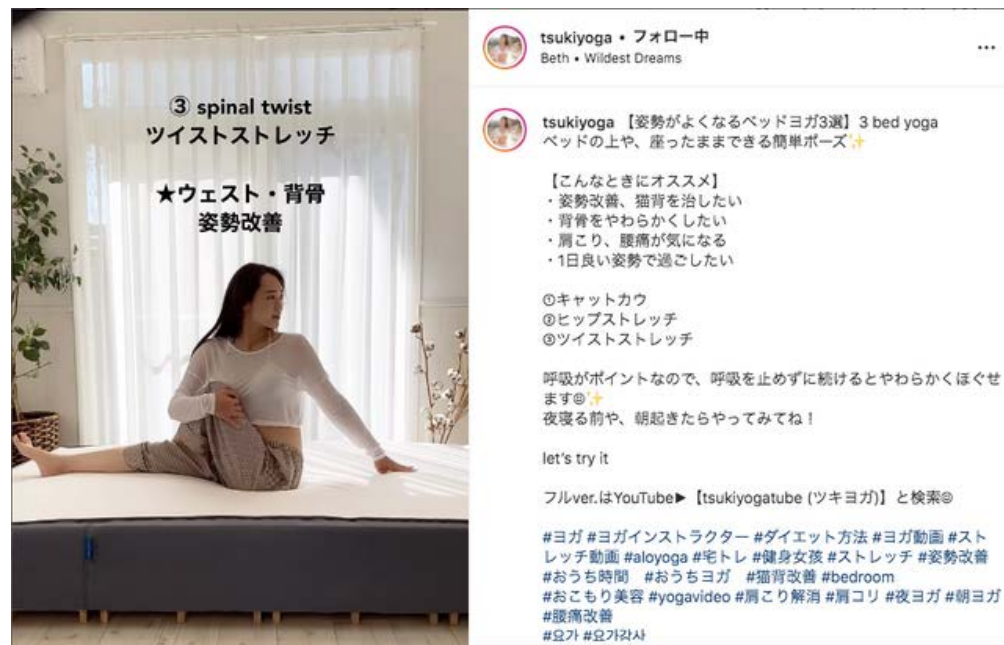 ③ spinal twist
ツイストストレッチ
★ウェスト・背骨
姿勢改善
tsukiyoga • フォロー中
Beth • Wildest Dreams
tsukiyoga 【姿勢がよくなるベッドヨガ3選】3 bed yoga
ベッドの上や、座ったままできる簡単ポーズ✨
【こんなときにオススメ】
・姿勢改善、猫背を治したい
・背骨をやわらかくしたい
・肩こり、腰痛が気になる
・1日良い姿勢で過ごしたい
①キャットカウ
②ヒップストレッチ
③ツイストストレッチ
呼吸がポイントなので、呼吸を止めずに続けるとやわらかくほぐせ
ます☺✨
夜寝る前や、朝起きたらやってみてね！
let's try it
フルver.はYouTube▶【tsukiyogatube (ツキヨガ)】と検索☺
#ヨガ #ヨガインストラクター #ダイエット方法 #ヨガ動画 #スト
レッチ動画 #aloyoga #宅トレ #健身女孩 #ストレッチ #姿勢改善
#おうち時間 #おうちヨガ #猫背改善 #bedroom
#おこもり美容 #yogavideo #肩こり解消 #肩コリ #夜ヨガ #朝ヨガ
#腰痛改善
#요가 #요가강사